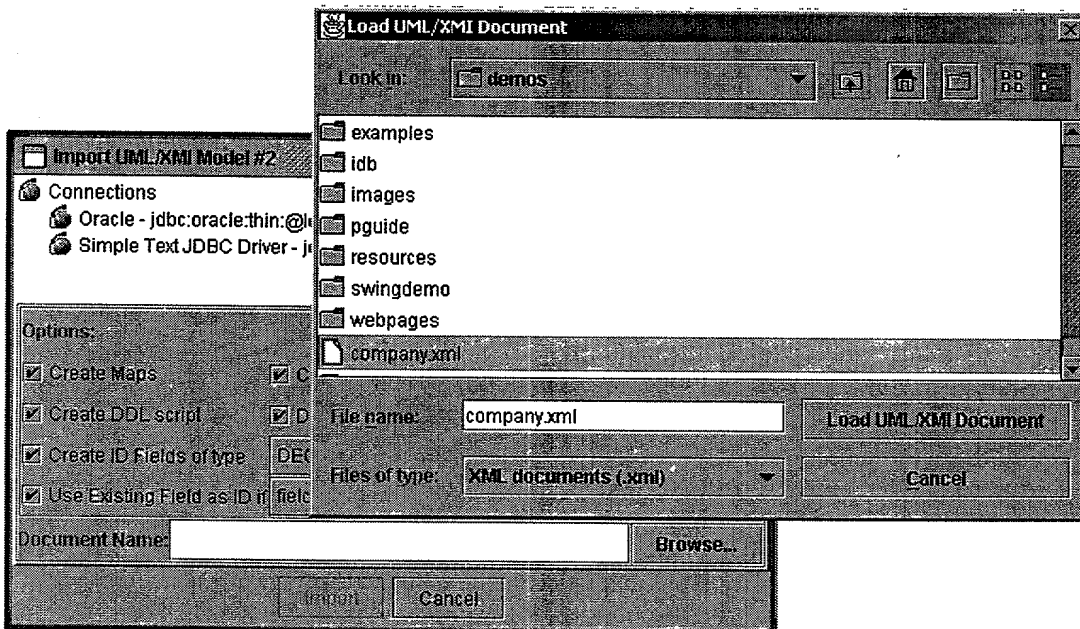 Load UML/XMI Document
Look in:
demos
examples
idb
images
pguide
resources
swingdemo
webpages
company.xml
File name:
company.xml
Load UML/XMI Document
Files of type:
XML documents (.xml)
Cancel
Import UML/XMI Model #2
Connections
Oracle - jdbc:oracle:thin:@l
Simple Text JDBC Driver - j
Options:
Create Maps
C
Create DDL script
D
Create ID Fields of type
DEC
Use Existing Field as ID if
field
Document Name:
Browse...
Import
Cancel